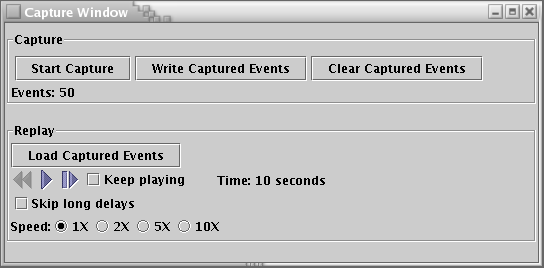 Capture Window
Capture
Start Capture Write Captured Events Clear Captured Events
Events: 50
Replay
Load Captured Events
Keep playing Time: 10 seconds
Skip long delays
Speed: 1X 2X 5X 10X